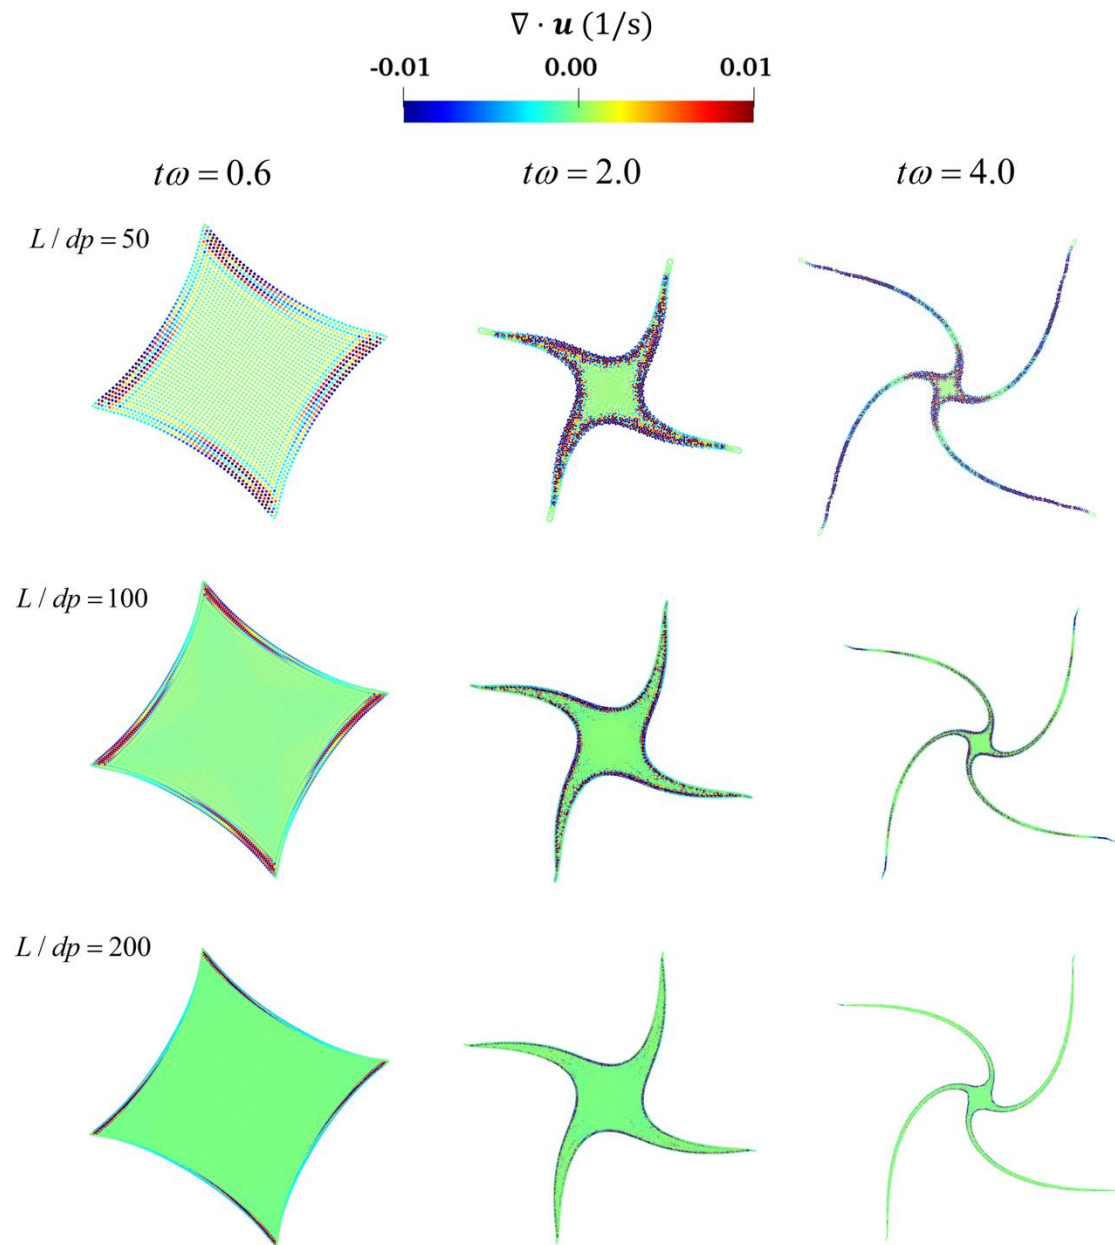 ∇ · u (1/s)
-0.01 0.00 0.01
tω = 0.6 tω = 2.0 tω = 4.0
L / dp = 50
L / dp = 100
L / dp = 200